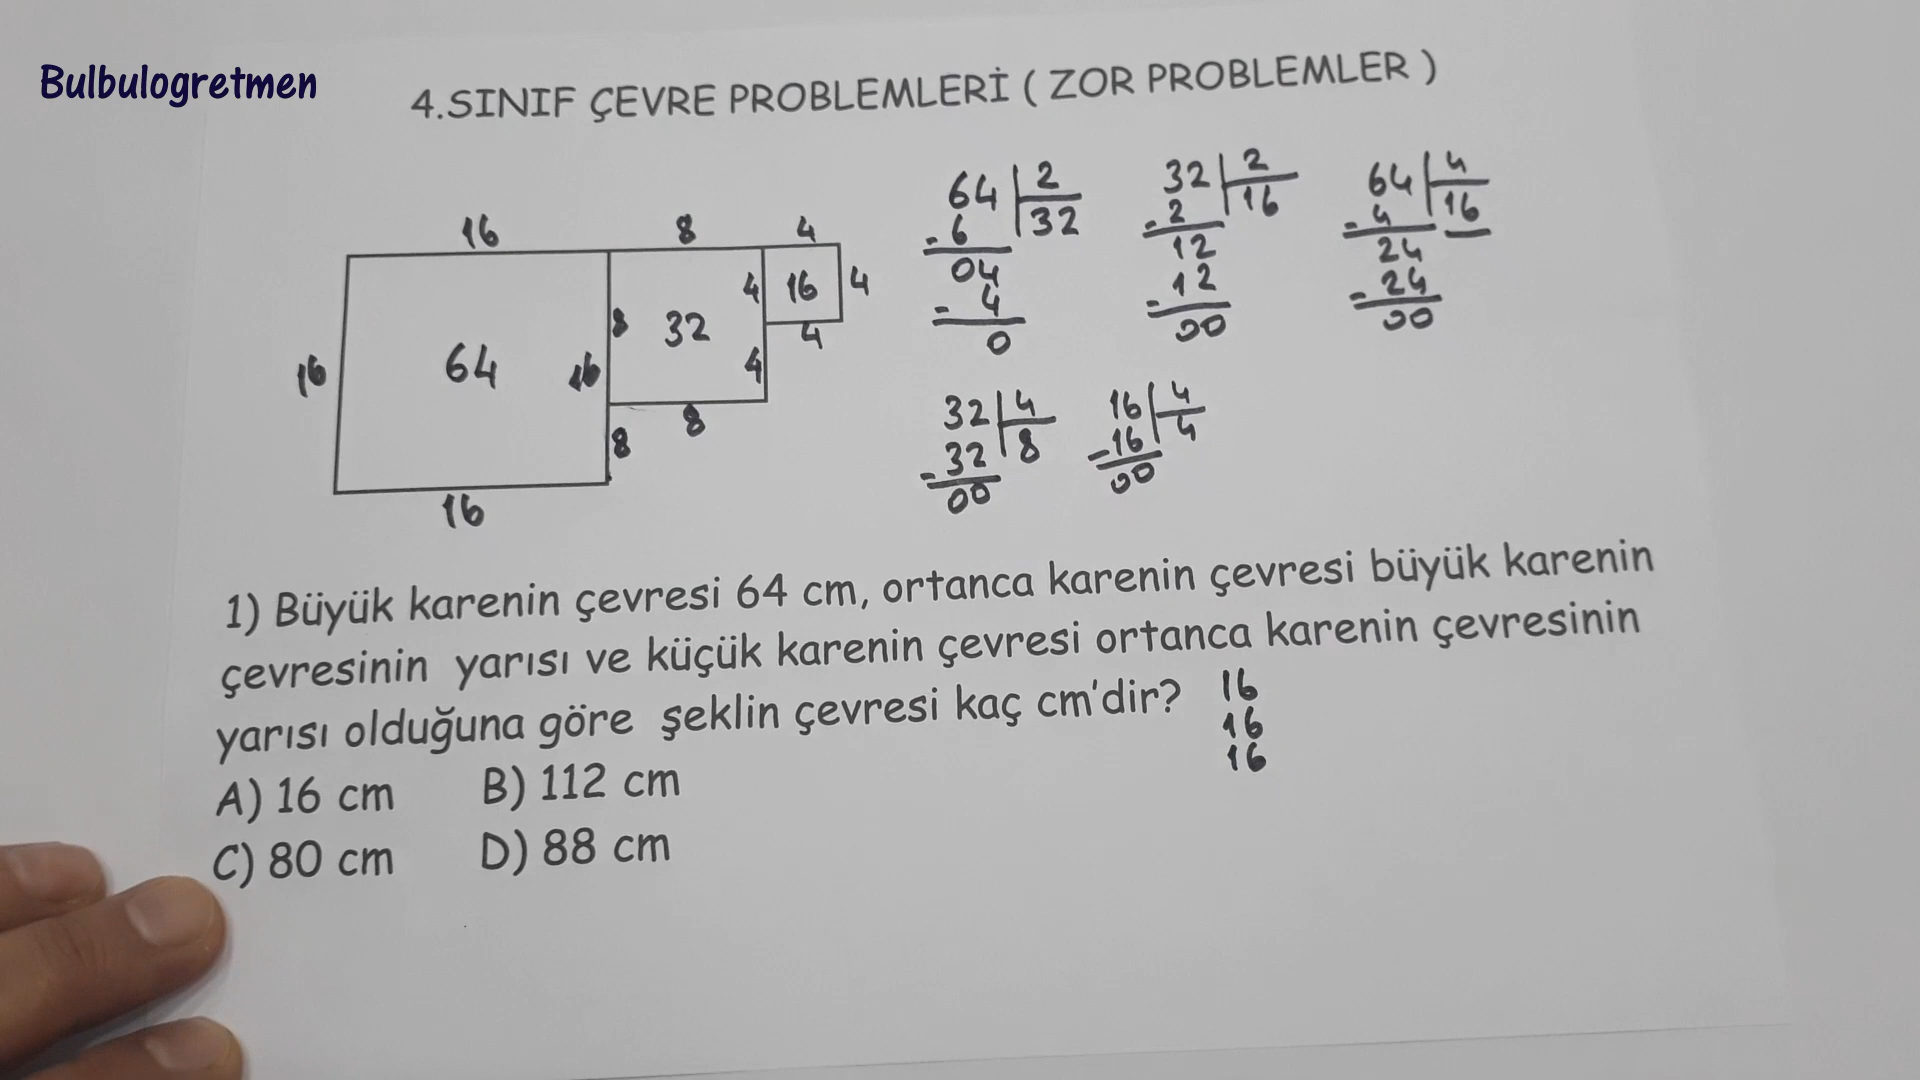 Bulbulogretmen
4.SINIF ÇEVRE PROBLEMLERİ ( ZOR PROBLEMLER )
16 8 4
16 64 16 8 32 4 16 4
4
4
8 8
16
64 2
- 6 32
04
- 4
0
32 2
- 2 16
12
- 12
00
64 4
- 4 16
24
- 24
00
32 4
- 32 8
00
16 4
- 16 4
00
1) Büyük karenin çevresi 64 cm, ortanca karenin çevresi büyük karenin
çevresinin yarısı ve küçük karenin çevresi ortanca karenin çevresinin
yarısı olduğuna göre şeklin çevresi kaç cm'dir?
16
16
16
A) 16 cm B) 112 cm
C) 80 cm D) 88 cm